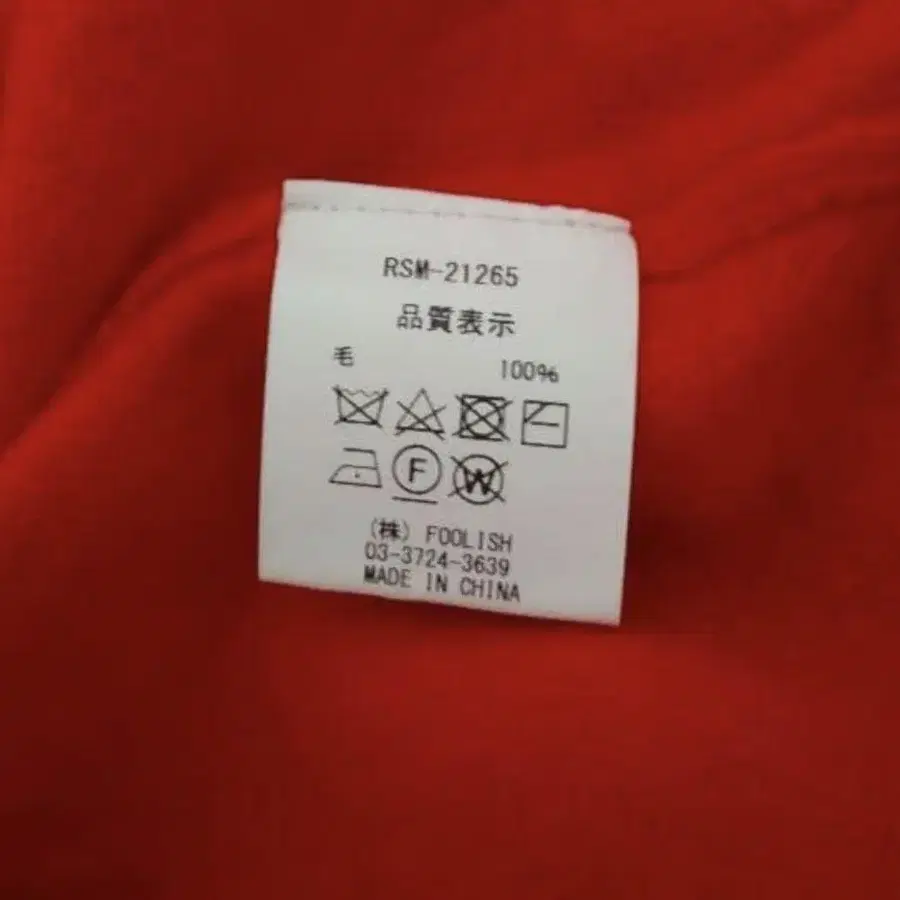 RSM-21265
品質表示
毛 100%
F W
(株) FOOLISH
03-3724-3639
MADE IN CHINA